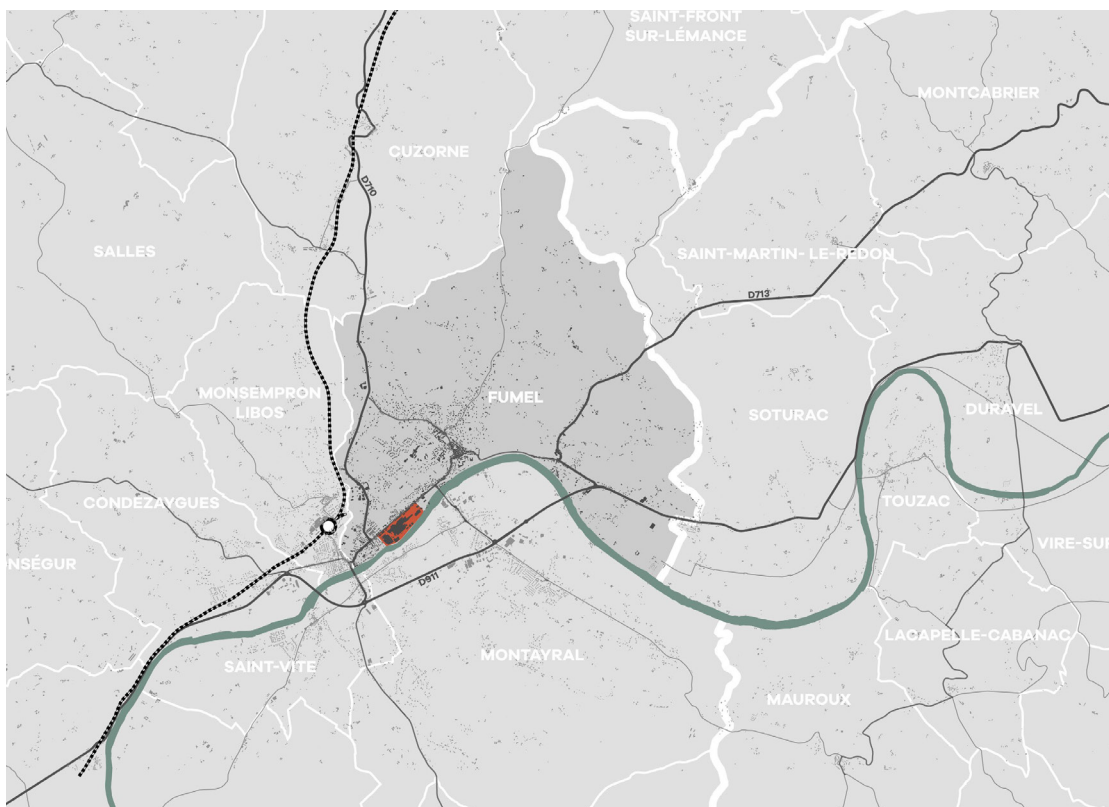 SAINT-FRONT
SUR-LÉMANCE
MONTCABRIER
CUZORNE
D710
SALLES
SAINT-MARTIN- LE-REDON
D713
MONSEMPRON
LIBOS
FUMEL
SOTURAC
DURAVEL
CONDEZAYGUES
TOUZAC
NSÉGUR
VIRE-SUR
D911
LAGAPELLE-CABANAC
SAINT-VITE
MONTAYRAL
MAUROUX